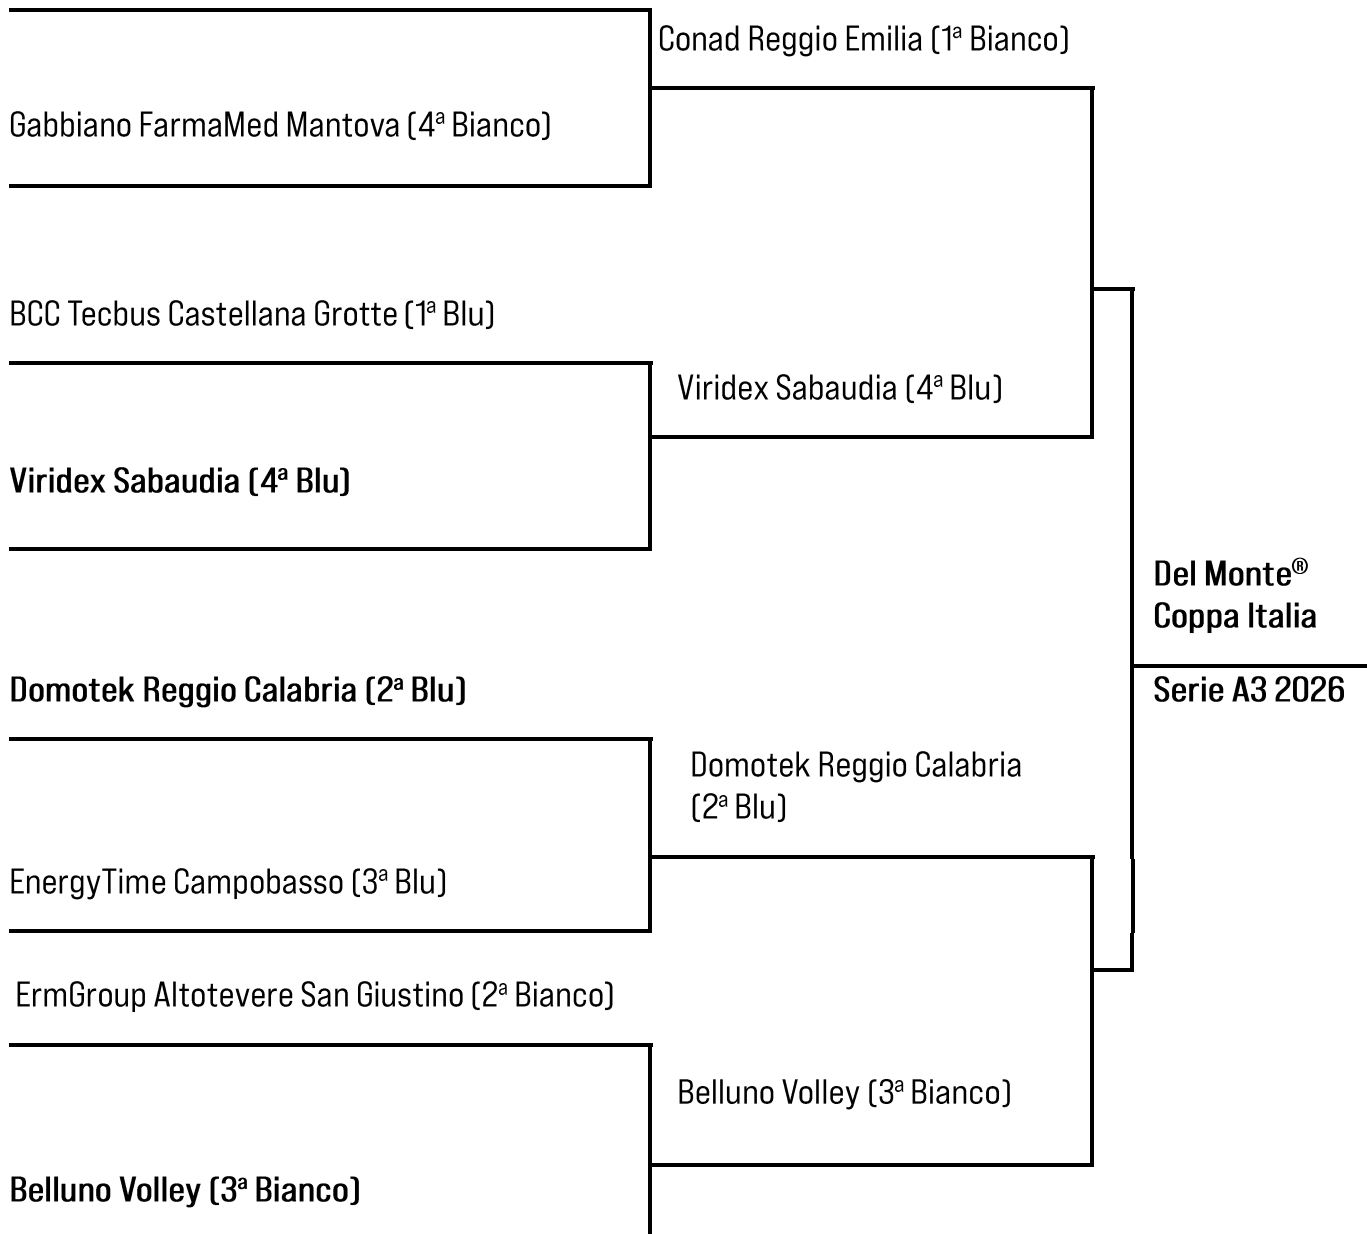 Conad Reggio Emilia (1ª Bianco)
Gabbiano FarmaMed Mantova (4ª Bianco)
BCC Tecbus Castellana Grotte (1ª Blu)
Viridex Sabaudia (4ª Blu)
Viridex Sabaudia (4ª Blu)
Del Monte®
Coppa Italia
Serie A3 2026
Domotek Reggio Calabria (2ª Blu)
Domotek Reggio Calabria
(2ª Blu)
EnergyTime Campobasso (3ª Blu)
ErmGroup Altotevere San Giustino (2ª Bianco)
Belluno Volley (3ª Bianco)
Belluno Volley (3ª Bianco)